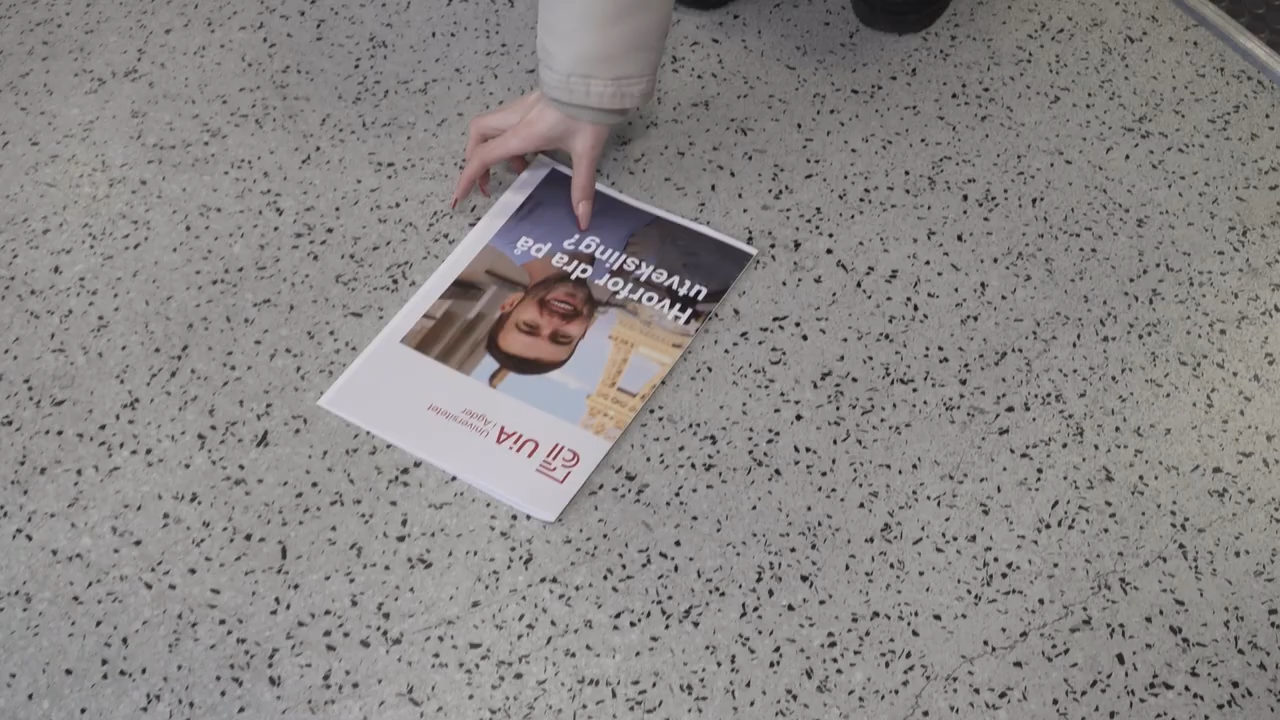 UiA
Universitetet
i Agder
Hvorfor dra på
utveksling?